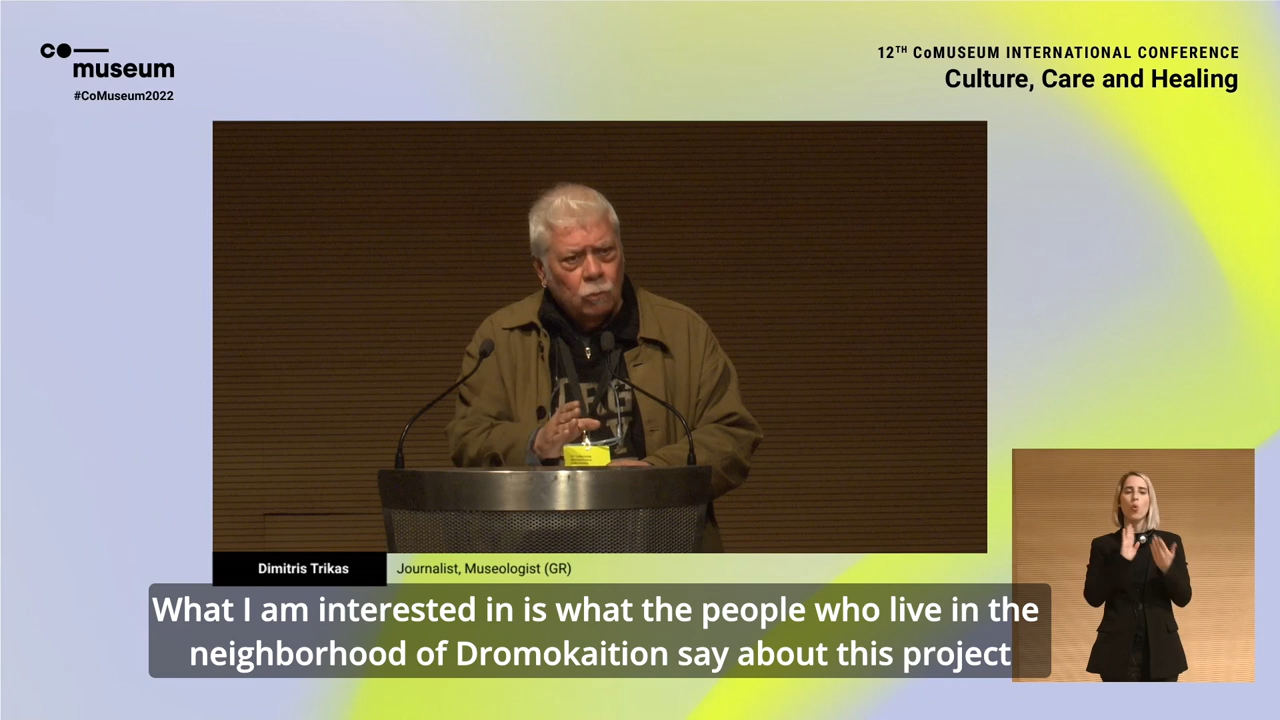 co museum
#CoMuseum2022
12TH CoMUSEUM INTERNATIONAL CONFERENCE
Culture, Care and Healing
Dimitris Trikas
Journalist, Museologist (GR)
What I am interested in is what the people who live in the
neighborhood of Dromokaition say about this project